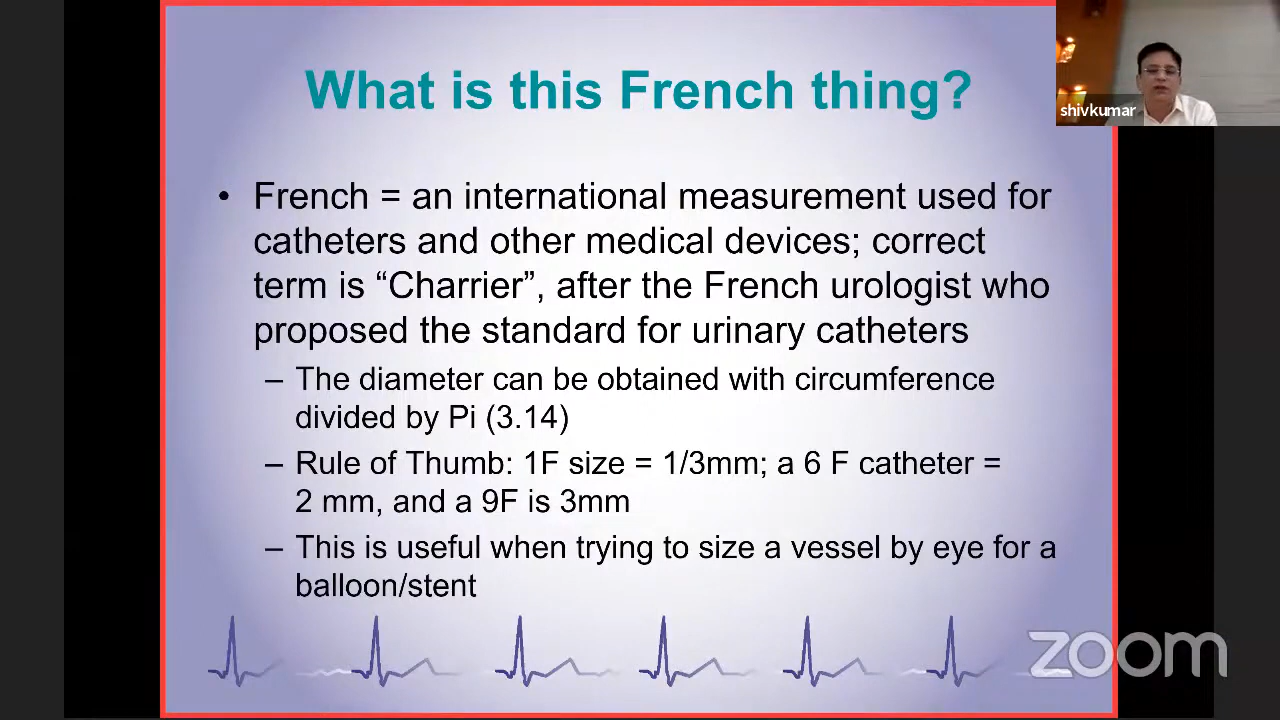 What is this French thing?
shivkumar
• French = an international measurement used for
catheters and other medical devices; correct
term is “Charrier”, after the French urologist who
proposed the standard for urinary catheters
– The diameter can be obtained with circumference
divided by Pi (3.14)
– Rule of Thumb: 1F size = 1/3mm; a 6 F catheter =
2 mm, and a 9F is 3mm
– This is useful when trying to size a vessel by eye for a
balloon/stent
zoom